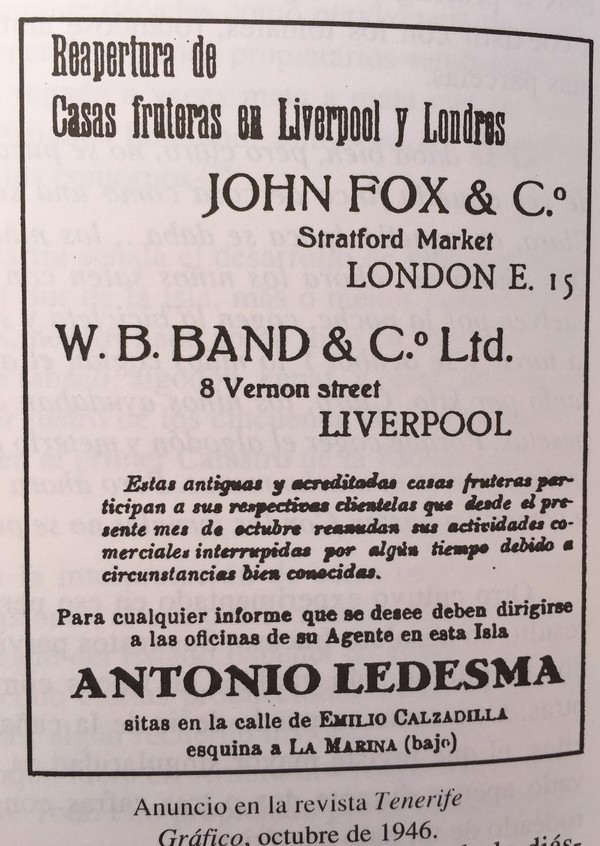 Reapertura de
Casas fruteras en Liverpool y Londres
JOHN FOX & C.º
Stratford Market
LONDON E. 15
W. B. BAND & C.º Ltd.
8 Vernon street
LIVERPOOL
Estas antiguas y acreditadas casas fruteras par-
ticipan a sus respectivas clientelas que desde el pre-
sente mes de octubre reanudan sus actividades co-
merciales interrumpidas por algún tiempo debido a
circunstancias bien conocidas.
Para cualquier informe que se desee deben dirigirse
a las oficinas de su Agente en esta Isla
ANTONIO LEDESMA
sitas en la calle de EMILIO CALZADILLA
esquina a LA MARINA (bajo)
Anuncio en la revista Tenerife
Gráfico, octubre de 1946.